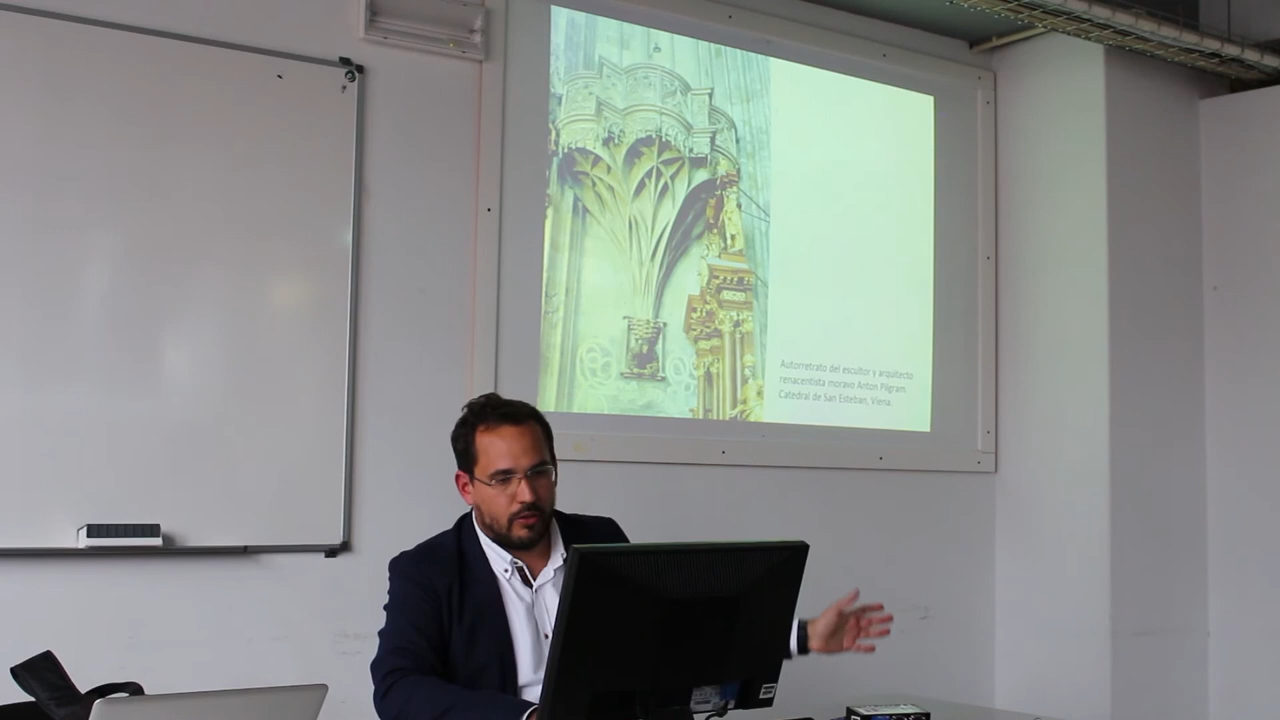 Autorretrato del escultor y arquitecto
renacentista moravo Anton Pilgram.
Catedral de San Esteban, Viena.